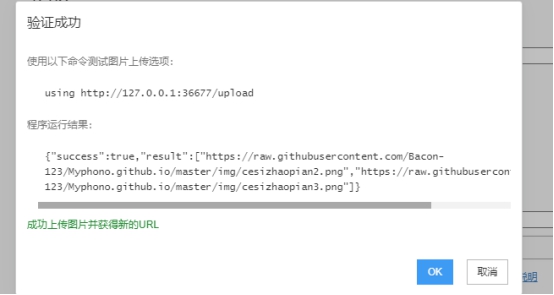 验证成功
使用以下命令测试图片上传选项:
using http://127.0.0.1:36677/upload
程序运行结果:
{"success":true,"result":["https://raw.githubusercontent.com/Bacon-
123/Myphono.github.io/master/img/cesizhaopian2.png","https://raw.githubusercont
123/Myphono.github.io/master/img/cesizhaopian3.png"]}
成功上传图片并获得新的URL
OK 取消
说明